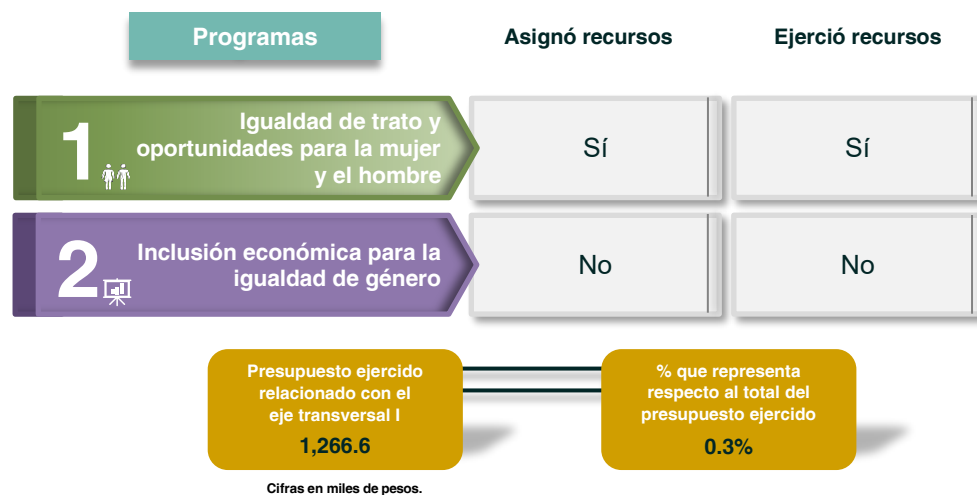 Programas
Asignó recursos
Ejerció recursos
1
Igualdad de trato y
oportunidades para la mujer
y el hombre
Sí
Sí
2
Inclusión económica para la
igualdad de género
No
No
Presupuesto ejercido
relacionado con el
eje transversal I
1,266.6
% que representa
respecto al total del
presupuesto ejercido
0.3%
Cifras en miles de pesos.